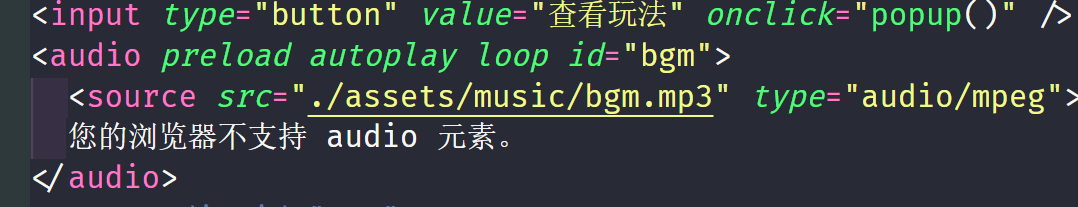 <input type="button" value="查看玩法" onclick="popup()" />
<audio preload autoplay loop id="bgm">
<source src="./assets/music/bgm.mp3" type="audio/mpeg">
您的浏览器不支持 audio 元素。
</audio>